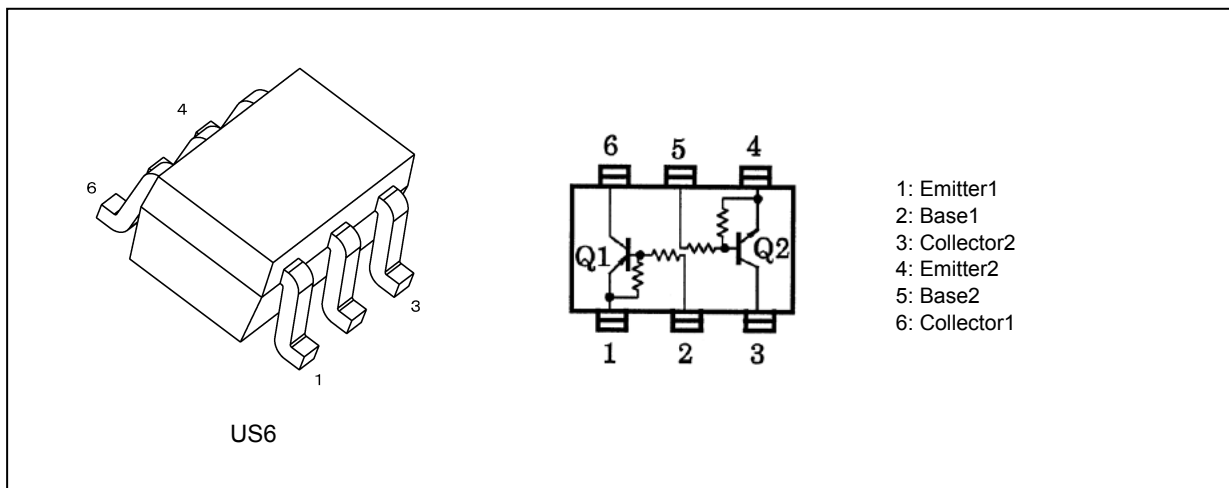 4
6
3
1
US6
6 5 4
Q1 Q2
1 2 3
1: Emitter1
2: Base1
3: Collector2
4: Emitter2
5: Base2
6: Collector1